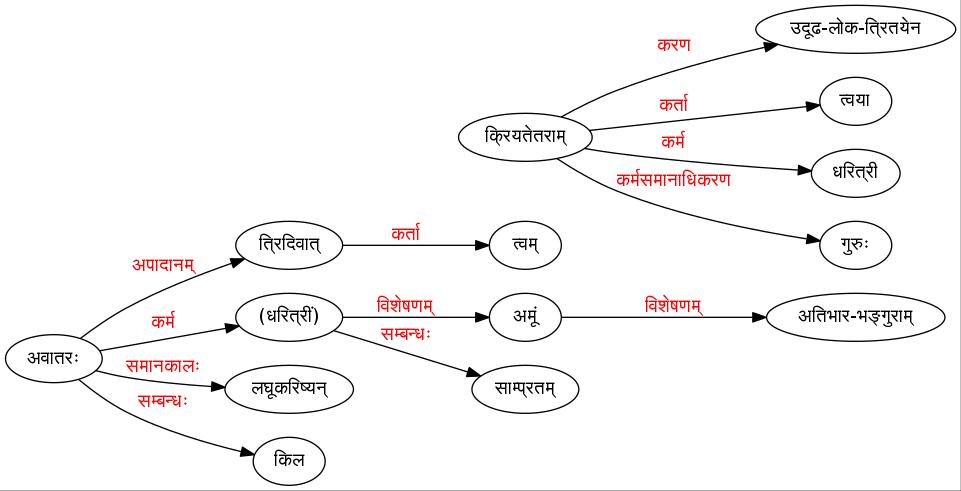 उदूढ-लोक-त्रितयेन
करण
त्वया
कर्ता
क्रियतेतराम्
कर्म
धरित्री
कर्मसमानाधिकरण
गुरुः
त्रिदिवात्
कर्ता
त्वम्
अपादानम्
(धरित्रीं)
विशेषणम्
अमूं
विशेषणम्
अतिभार-भङ्गुराम्
कर्म
सम्बन्धः
अवातरः
समानकालः
लघूकरिष्यन्
साम्प्रतम्
सम्बन्धः
किल